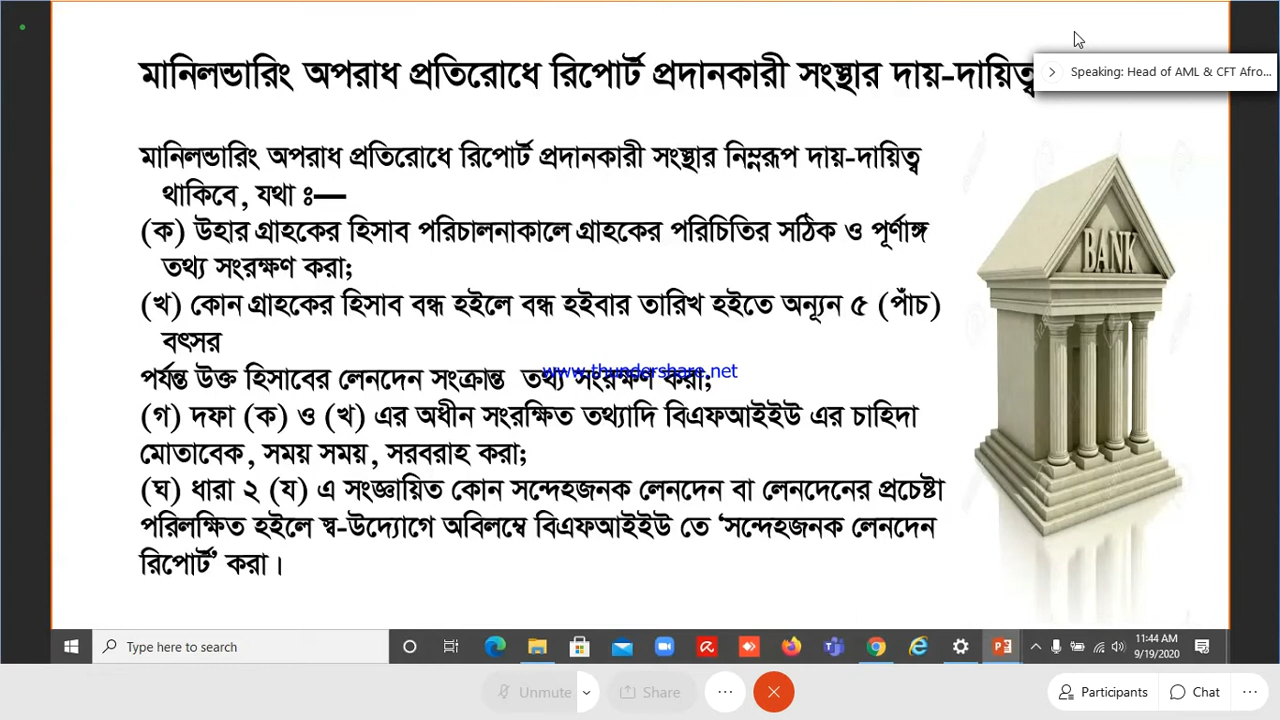 মানিলন্ডারিং অপরাধ প্রতিরোধে রিপোর্ট প্রদানকারী সংস্থার দায়-দায়িত্ব
Speaking: Head of AML & CFT Afro...
মানিলন্ডারিং অপরাধ প্রতিরোধে রিপোর্ট প্রদানকারী সংস্থার নিম্নরূপ দায়-দায়িত্ব
থাকিবে, যথা ঃ—
(ক) উহার গ্রাহকের হিসাব পরিচালনাকালে গ্রাহকের পরিচিতির সঠিক ও পূর্ণাঙ্গ
তথ্য সংরক্ষণ করা;
(খ) কোন গ্রাহকের হিসাব বন্ধ হইলে বন্ধ হইবার তারিখ হইতে অন্যূন ৫ (পাঁচ)
বৎসর
পর্যন্ত উক্ত হিসাবের লেনদেন সংক্রান্ত তথ্য সংরক্ষণ করা;
www.thundershare.net
(গ) দফা (ক) ও (খ) এর অধীন সংরক্ষিত তথ্যাদি বিএফআইইউ এর চাহিদা
মোতাবেক, সময় সময়, সরবরাহ করা;
(ঘ) ধারা ২ (য) এ সংজ্ঞায়িত কোন সন্দেহজনক লেনদেন বা লেনদেনের প্রচেষ্টা
পরিলক্ষিত হইলে স্ব-উদ্যোগে অবিলম্বে বিএফআইইউ তে ‘সন্দেহজনক লেনদেন
রিপোর্ট’ করা।
BANK
Type here to search
11:44 AM
9/19/2020
Unmute
Share
Participants
Chat